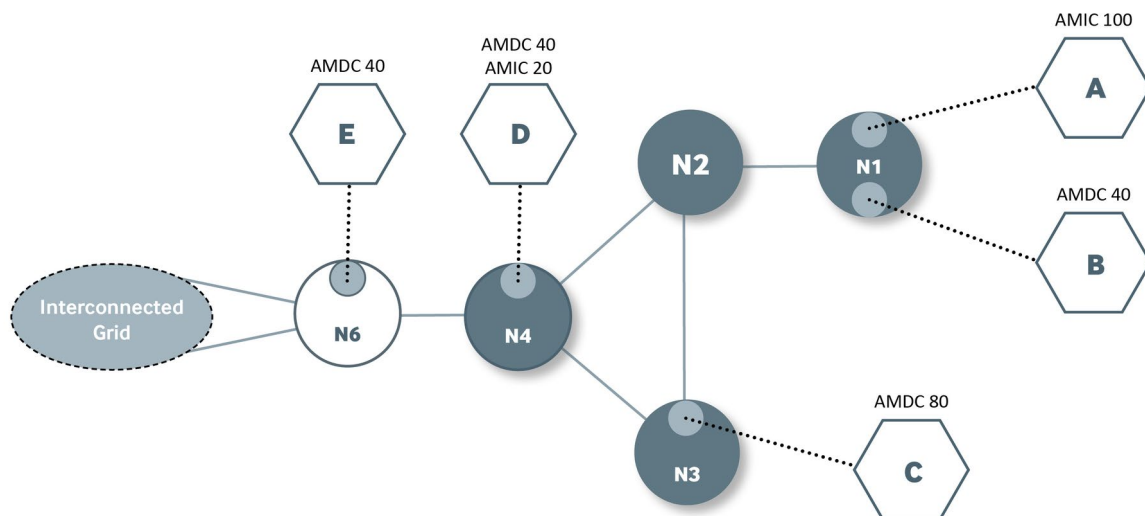 AMIC 100
AMDC 40
AMDC 40
AMIC 20
A
E
D
N2
N1
AMDC 40
B
Interconnected
Grid
N6
N4
AMDC 80
N3
C